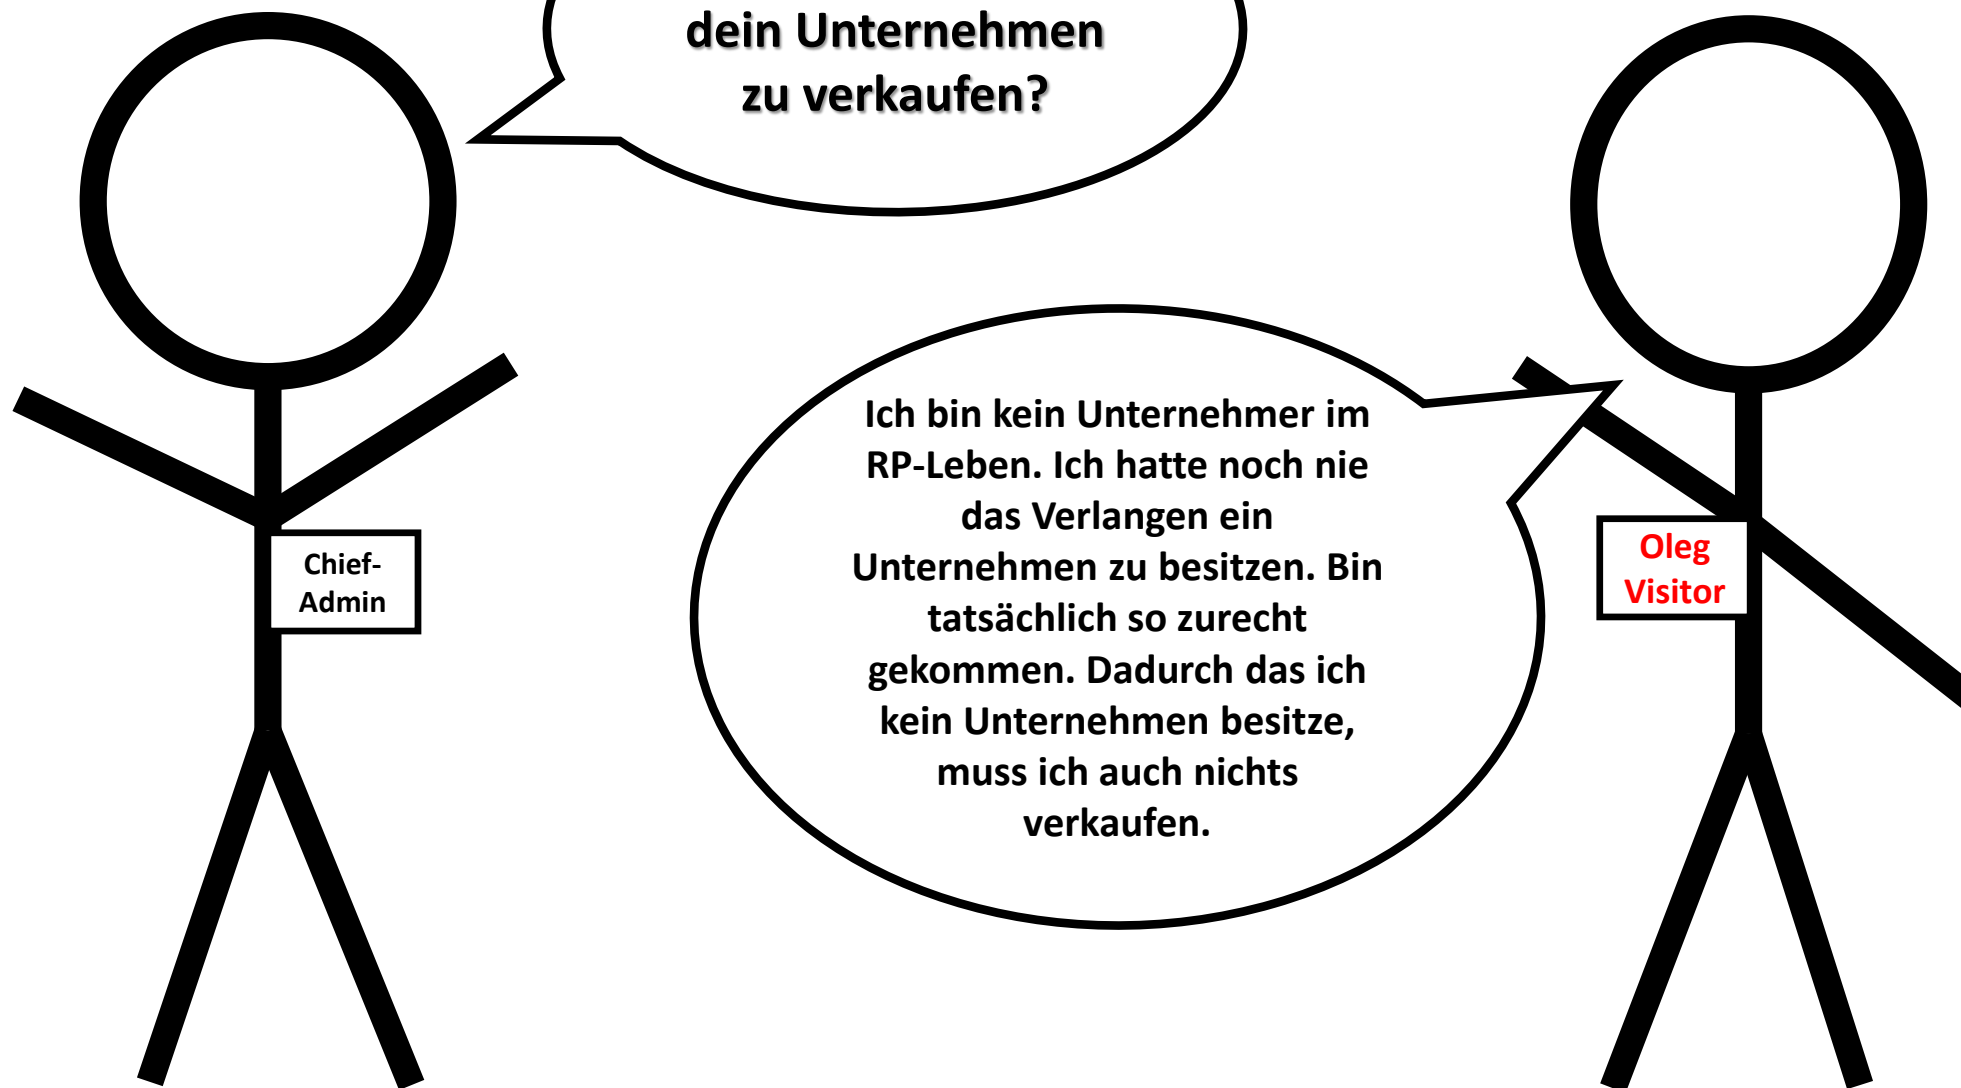 dein Unternehmen
zu verkaufen?
Ich bin kein Unternehmer im
RP-Leben. Ich hatte noch nie
das Verlangen ein
Unternehmen zu besitzen. Bin
tatsächlich so zurecht
gekommen. Dadurch das ich
kein Unternehmen besitze,
muss ich auch nichts
verkaufen.
Chief-
Admin
Oleg
Visitor